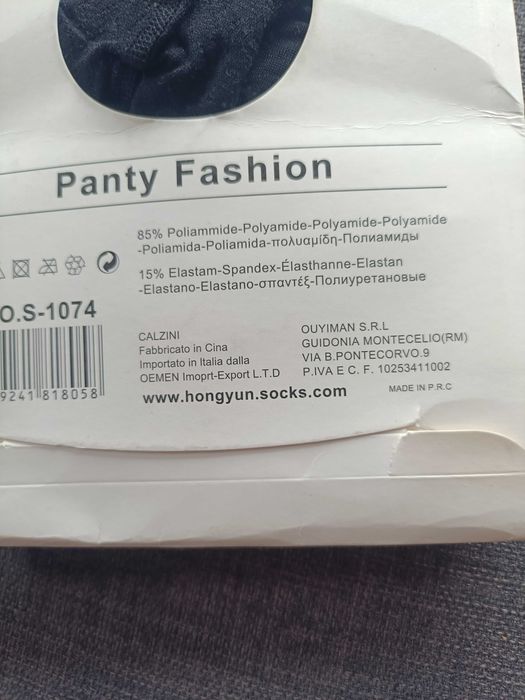 Panty Fashion
85% Poliammide-Polyamide-Polyamide-Polyamide
-Poliamida-Poliamida-πολυαμίδη-Полиамиды
15% Elastam-Spandex-Élasthanne-Elastan
-Elastano-Elastano-σπαντέξ-Полиуретановые
O.S-1074
9241 818058
CALZINI
Fabbricato in Cina
Importato in Italia dalla
OEMEN Imoprt-Export L.T.D
www.hongyun.socks.com
OUYIMAN S.R.L
GUIDONIA MONTECELIO(RM)
VIA B.PONTECORVO.9
P.IVA E C. F. 10253411002
MADE IN P.R.C